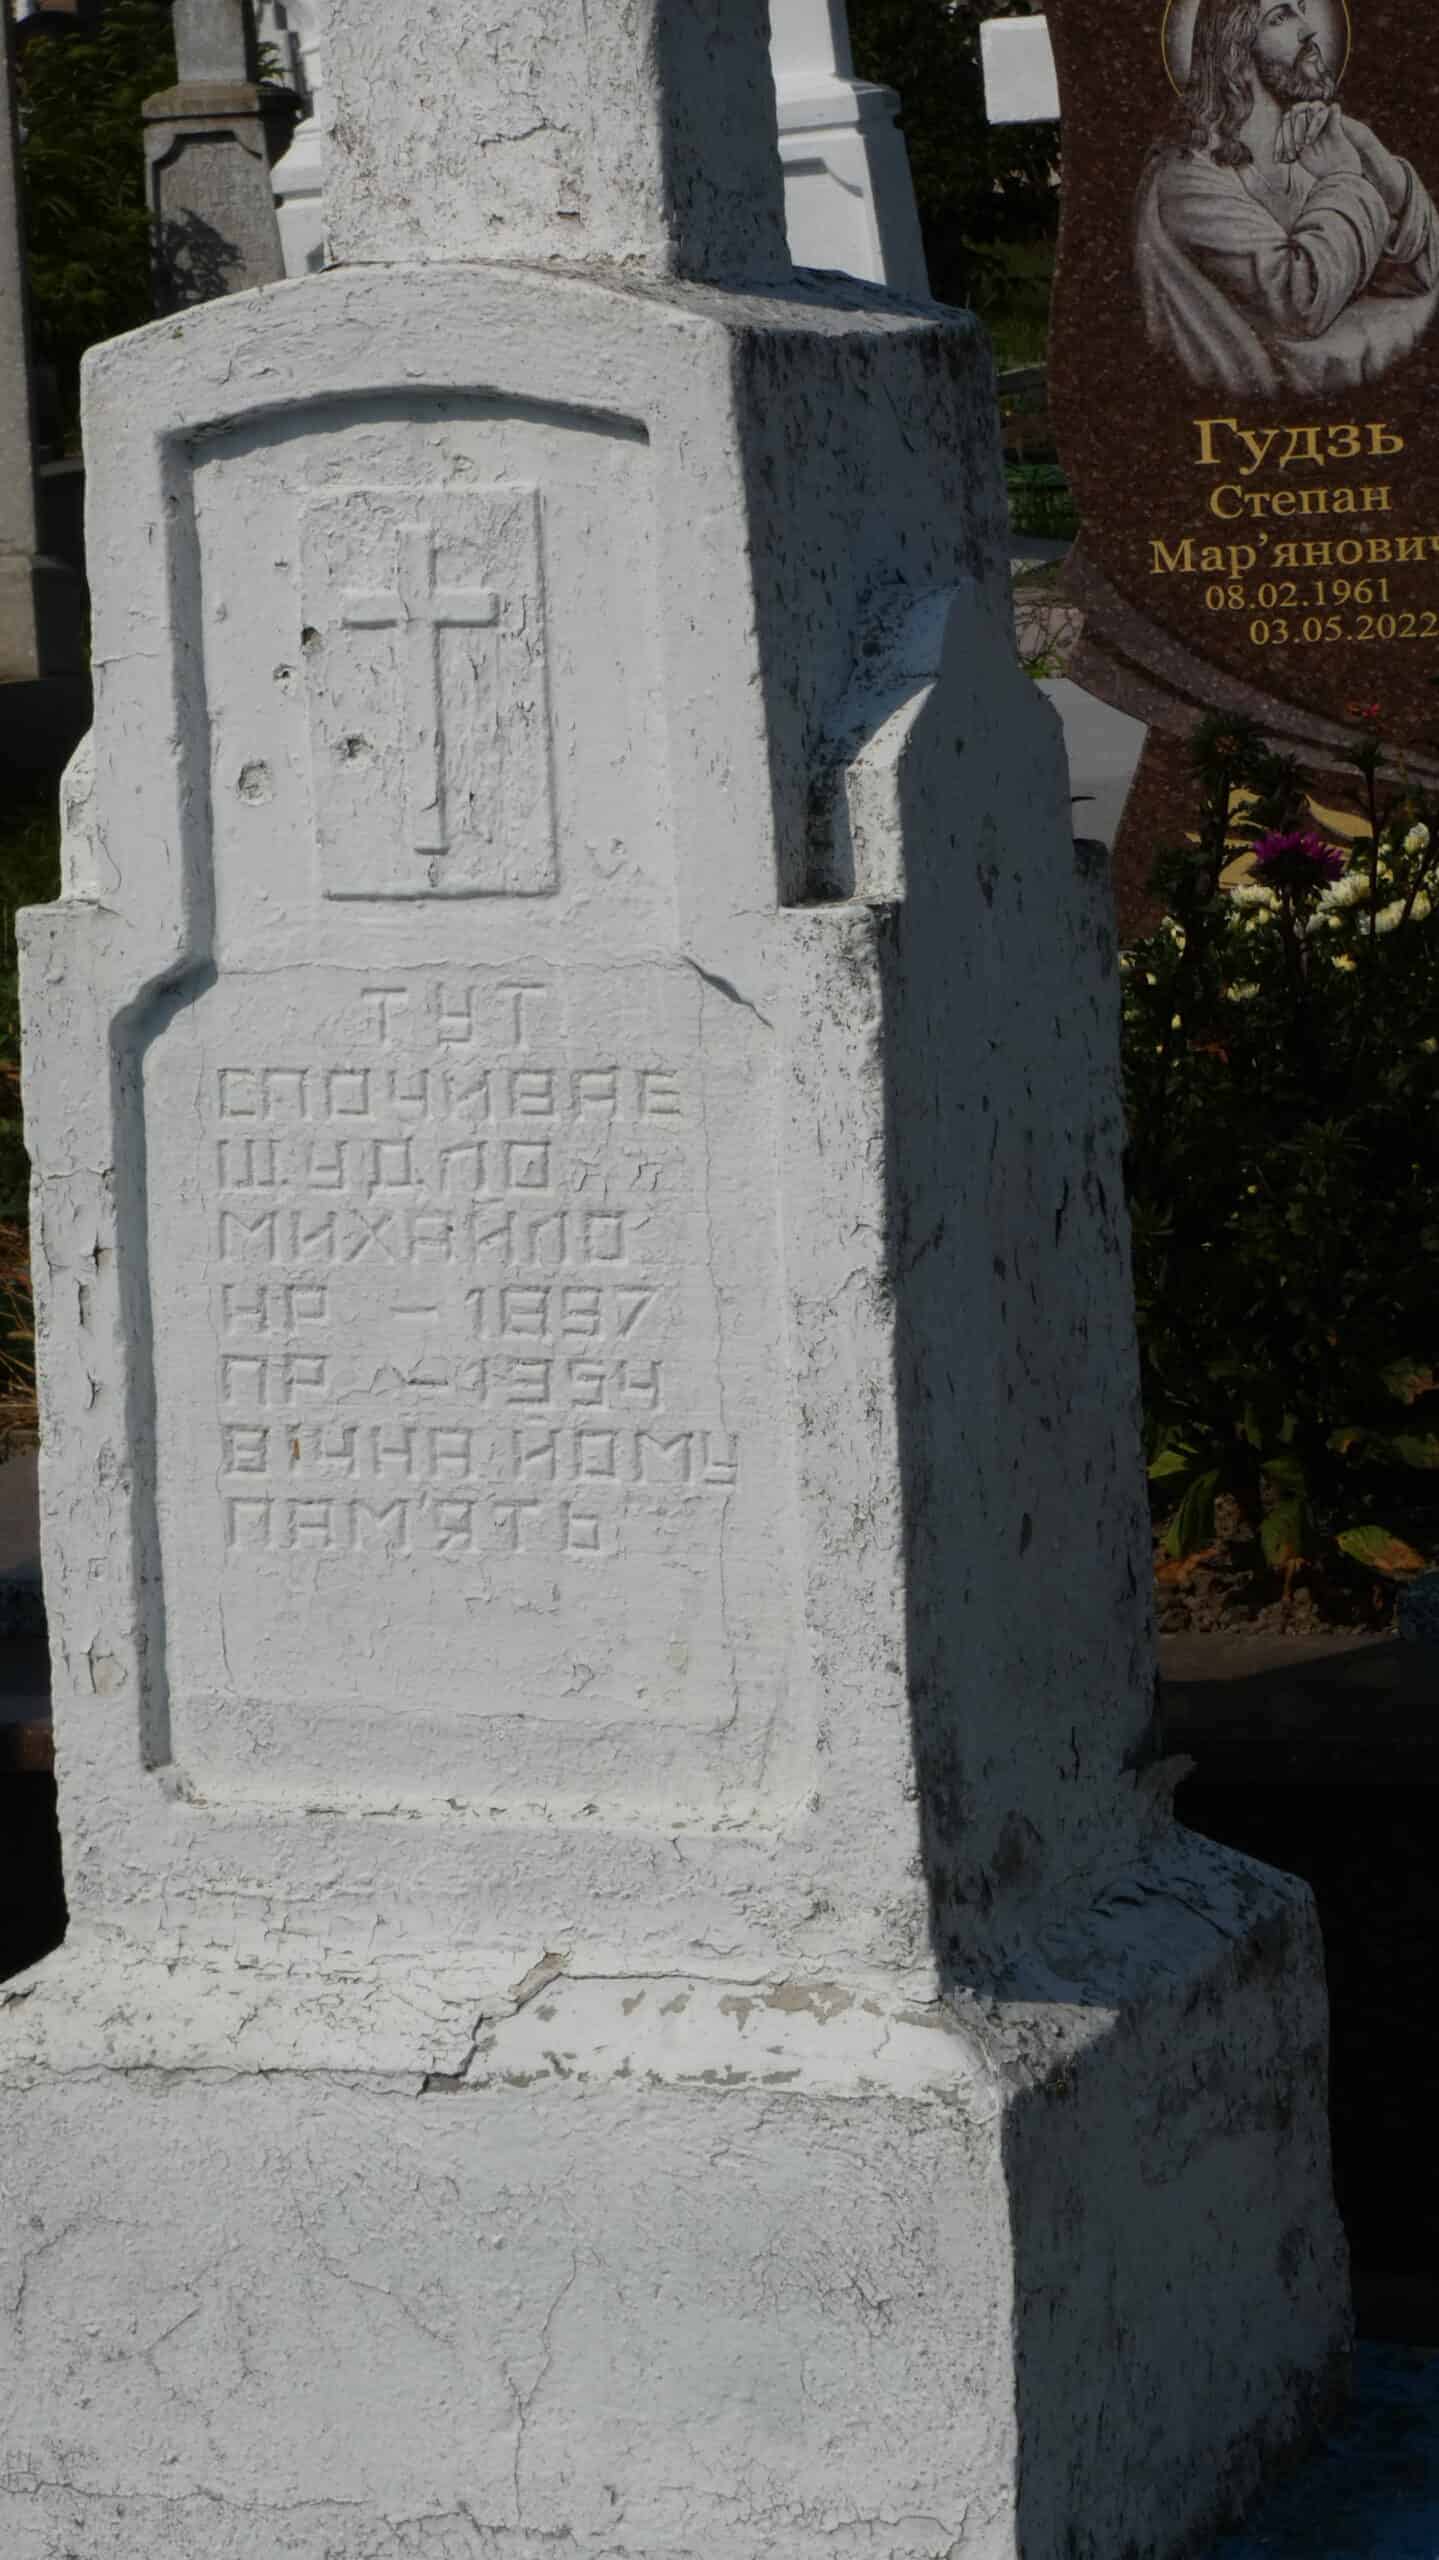 ТУТ
СПОЧИВАЕ
ШУДЛО
МИХАЙЛО
НР - 1897
ПР - 1954
ВІЧНА ЙОМУ
ПАМ'ЯТЬ
Гудзь
Степан
Мар'янович
08.02.1961
03.05.2022